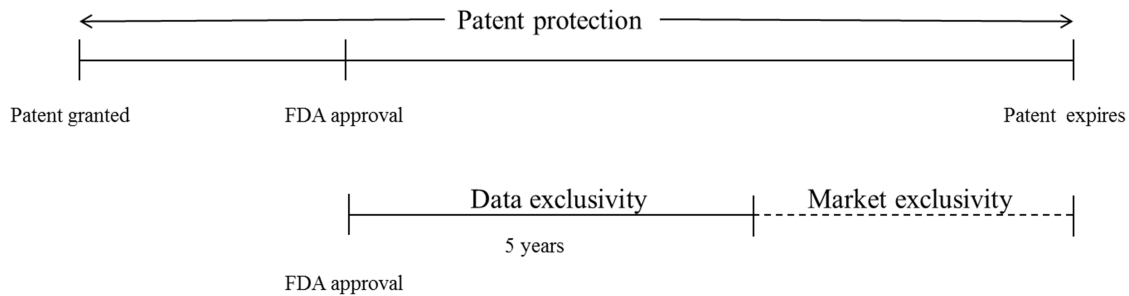 Patent protection
Patent granted
FDA approval
Patent expires
Data exclusivity
Market exclusivity
5 years
FDA approval